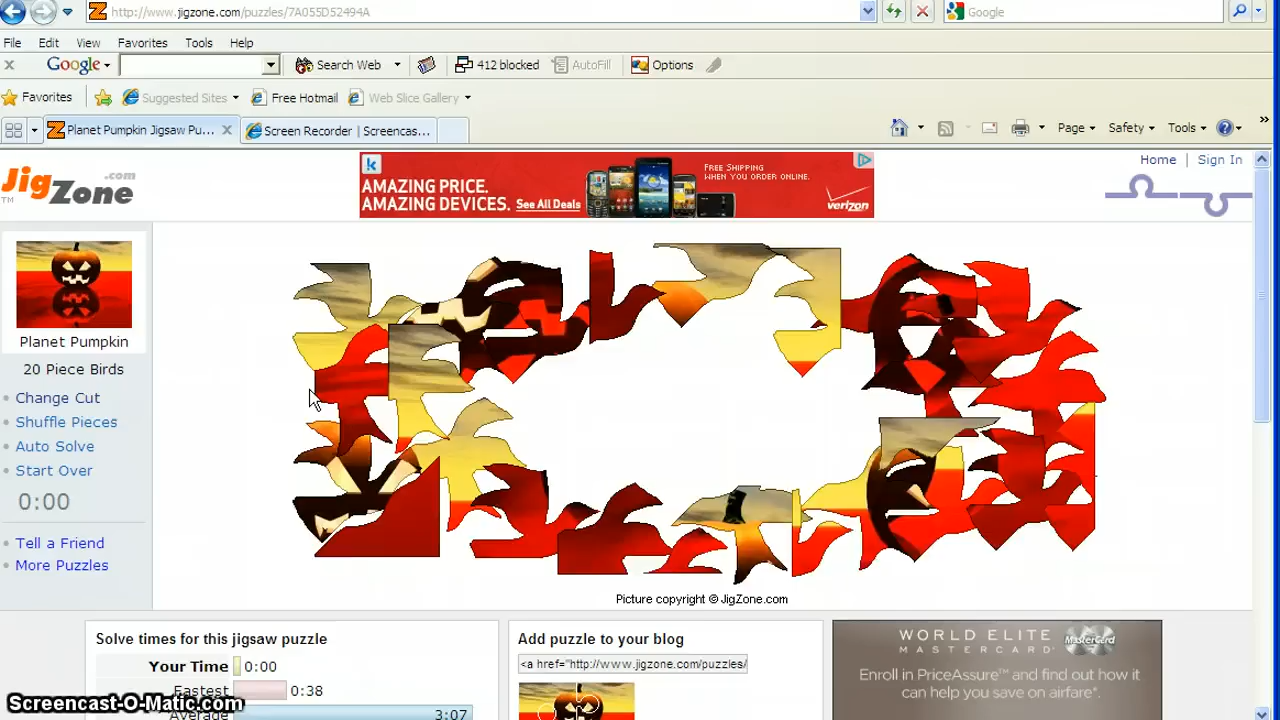 http://www.jigzone.com/puzzles/7A055D52494A
Google
File Edit View Favorites Tools Help
Google Search Web 412 blocked AutoFill Options
Favorites Suggested Sites Free Hotmail Web Slice Gallery
Planet Pumpkin Jigsaw Pu... Screen Recorder | Screencas...
Page Safety Tools
JigZone .com
TM
k AMAZING PRICE.
AMAZING DEVICES. See All Deals
FREE SHIPPING
WHEN YOU ORDER ONLINE.
verizon
Home | Sign In
Planet Pumpkin
20 Piece Birds
Change Cut
Shuffle Pieces
Auto Solve
Start Over
0:00
Tell a Friend
More Puzzles
Picture copyright © JigZone.com
Solve times for this jigsaw puzzle
Your Time 0:00
Fastest 0:38
Average 3:07
Add puzzle to your blog
<a href="http://www.jigzone.com/puzzles/
WORLD ELITE
MASTERCARD
MasterCard
Enroll in PriceAssure™ and find out how it
can help you save on airfare*.
Screencast-O-Matic.com